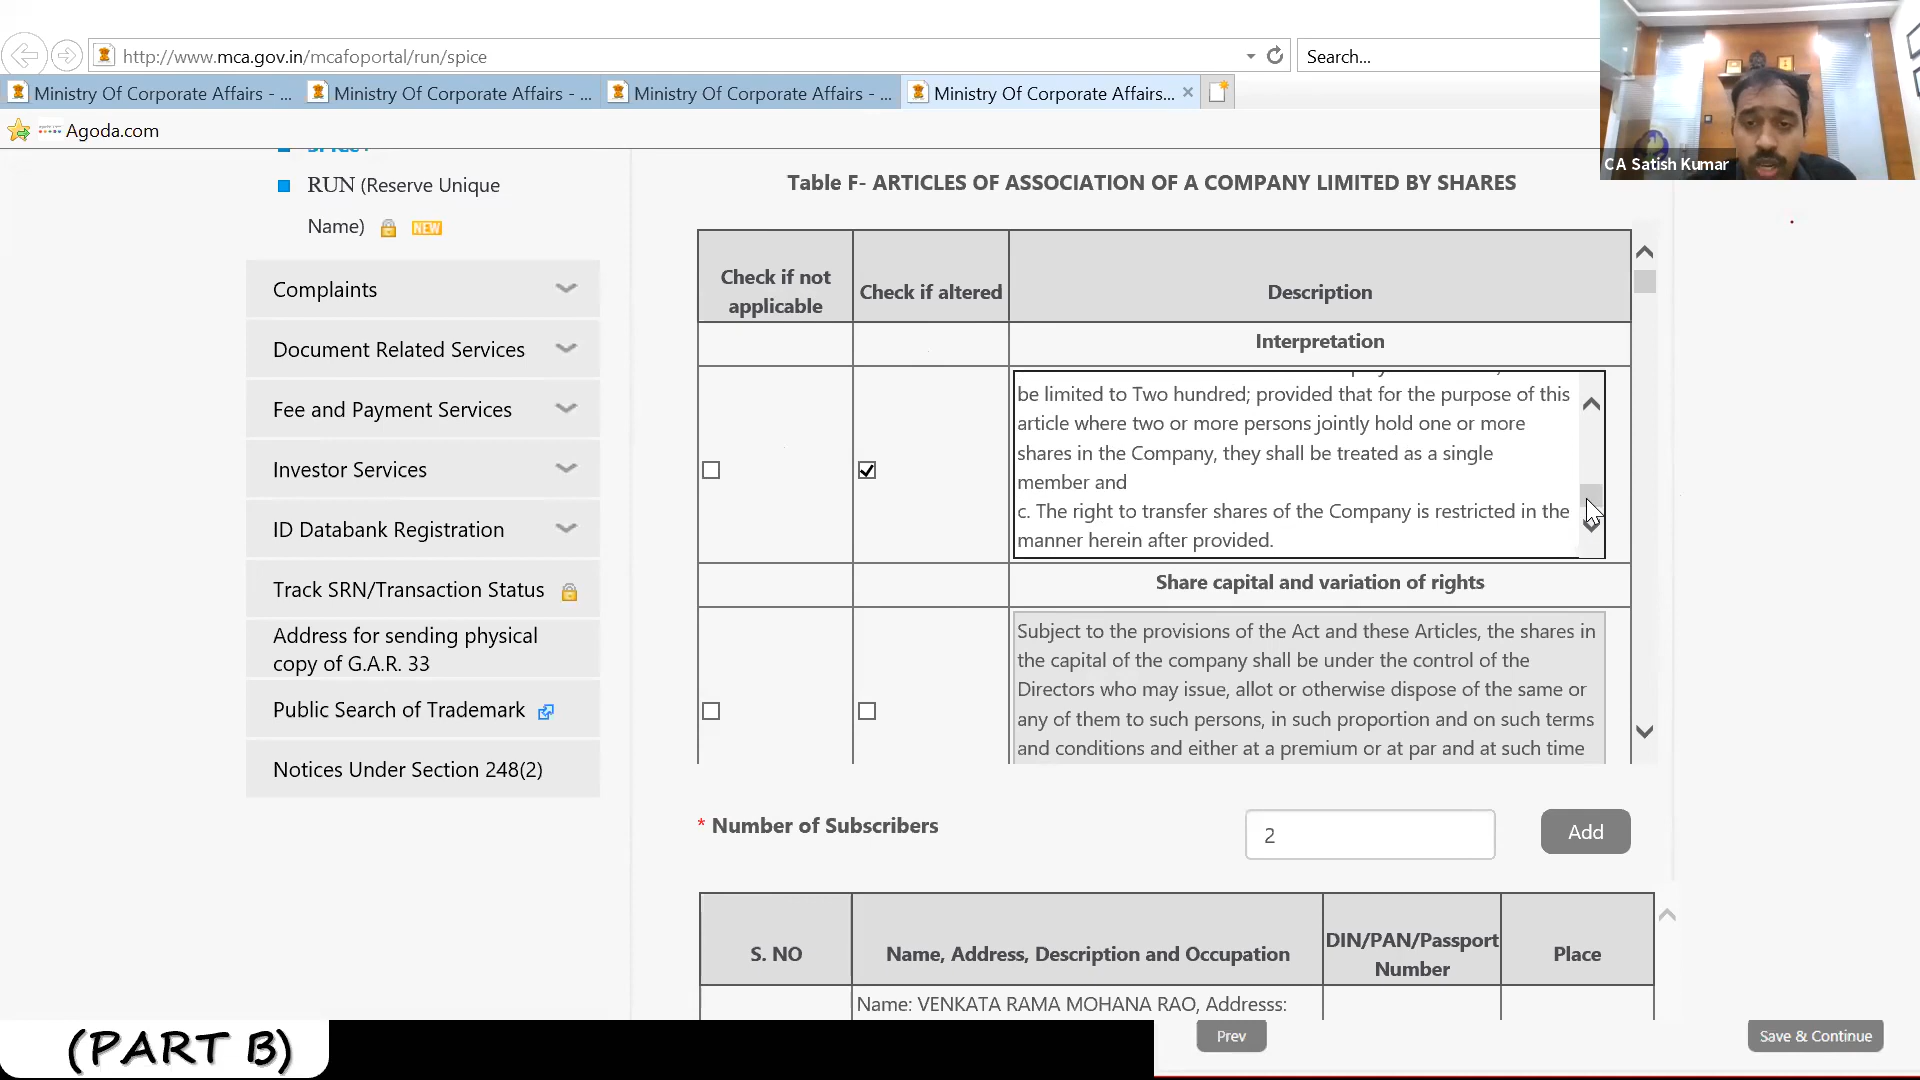 http://www.mca.gov.in/mcafoportal/run/spice
Search...
Ministry Of Corporate Affairs - ...
Ministry Of Corporate Affairs - ...
Ministry Of Corporate Affairs - ...
Ministry Of Corporate Affairs...
Agoda.com
CA Satish Kumar
RUN (Reserve Unique
Name)
NEW
Complaints
Document Related Services
Fee and Payment Services
Investor Services
ID Databank Registration
Track SRN/Transaction Status
Address for sending physical
copy of G.A.R. 33
Public Search of Trademark
Notices Under Section 248(2)
Table F- ARTICLES OF ASSOCIATION OF A COMPANY LIMITED BY SHARES
Check if not
applicable
Check if altered
Description
Interpretation
be limited to Two hundred; provided that for the purpose of this
article where two or more persons jointly hold one or more
shares in the Company, they shall be treated as a single
member and
c. The right to transfer shares of the Company is restricted in the
manner herein after provided.
Share capital and variation of rights
Subject to the provisions of the Act and these Articles, the shares in
the capital of the company shall be under the control of the
Directors who may issue, allot or otherwise dispose of the same or
any of them to such persons, in such proportion and on such terms
and conditions and either at a premium or at par and at such time
* Number of Subscribers
2
Add
S. NO
Name, Address, Description and Occupation
DIN/PAN/Passport
Number
Place
Name: VENKATA RAMA MOHANA RAO, Addresss:
(PART B)
Prev
Save & Continue